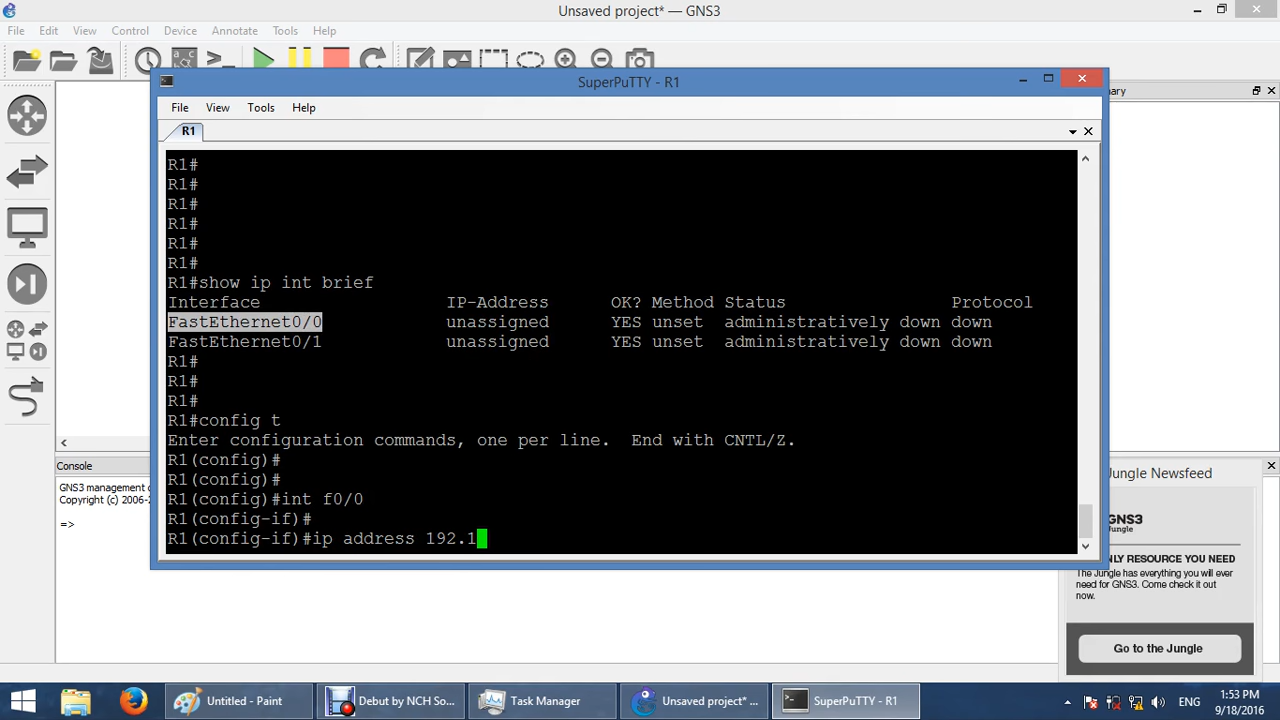 Unsaved project* — GNS3
File Edit View Control Device Annotate Tools Help
SuperPuTTY - R1
ary
File View Tools Help
R1
R1#
R1#
R1#
R1#
R1#
R1#
R1#show ip int brief
Interface IP-Address OK? Method Status Protocol
FastEthernet0/0 unassigned YES unset administratively down down
FastEthernet0/1 unassigned YES unset administratively down down
R1#
R1#
R1#
R1#config t
Enter configuration commands, one per line. End with CNTL/Z.
R1(config)#
R1(config)#
R1(config)#int f0/0
R1(config-if)#
R1(config-if)#ip address 192.1
Console
GNS3 management c
Copyright (c) 2006-2
=>
Jungle Newsfeed
GNS3
Jungle
ONLY RESOURCE YOU NEED
The Jungle has everything you will ever
need for GNS3. Come check it out
now.
Go to the Jungle
Untitled - Paint
Debut by NCH So...
Task Manager
Unsaved project*...
SuperPuTTY - R1
ENG
1:53 PM
9/18/2016